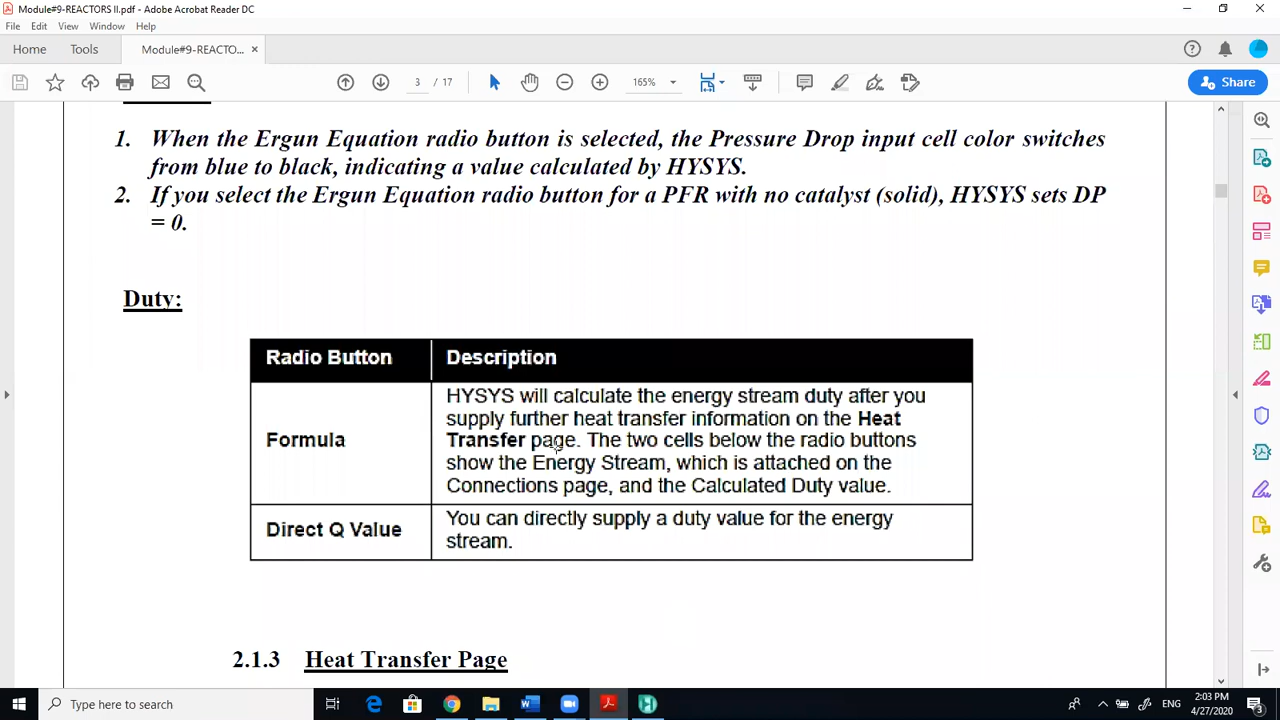 Module#9-REACTORS II.pdf - Adobe Acrobat Reader DC
File Edit View Window Help
Home Tools Module#9-REACTO... ×
3 / 17 165% Share
1. When the Ergun Equation radio button is selected, the Pressure Drop input cell color switches
from blue to black, indicating a value calculated by HYSYS.
2. If you select the Ergun Equation radio button for a PFR with no catalyst (solid), HYSYS sets DP
= 0.
Duty:
Radio Button Description
Formula
HYSYS will calculate the energy stream duty after you
supply further heat transfer information on the Heat
Transfer page. The two cells below the radio buttons
show the Energy Stream, which is attached on the
Connections page, and the Calculated Duty value.
Direct Q Value
You can directly supply a duty value for the energy
stream.
2.1.3 Heat Transfer Page
Type here to search
ENG
2:03 PM
4/27/2020
3